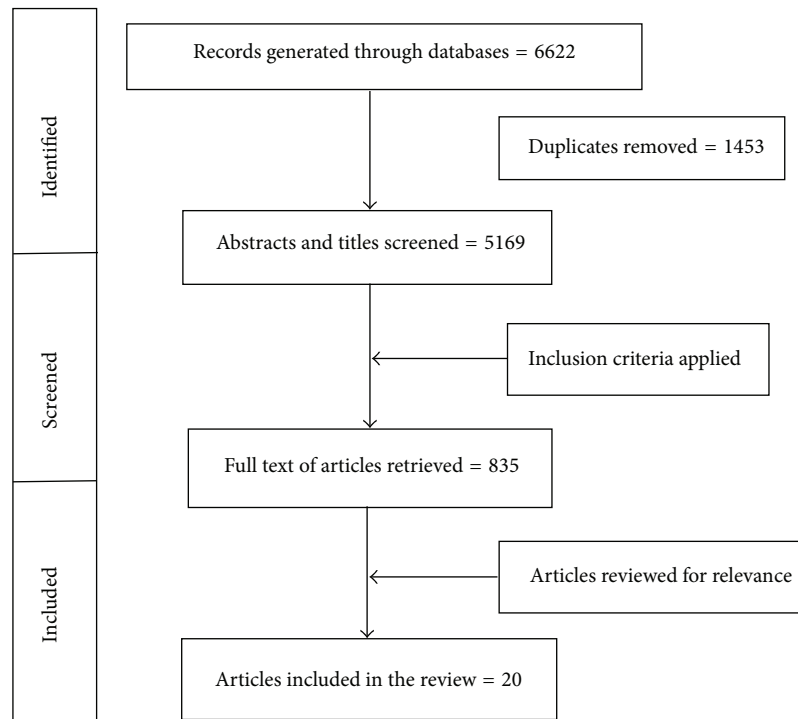 Identified
Records generated through databases = 6622
Duplicates removed = 1453
Abstracts and titles screened = 5169
Screened
Inclusion criteria applied
Full text of articles retrieved = 835
Included
Articles reviewed for relevance
Articles included in the review = 20